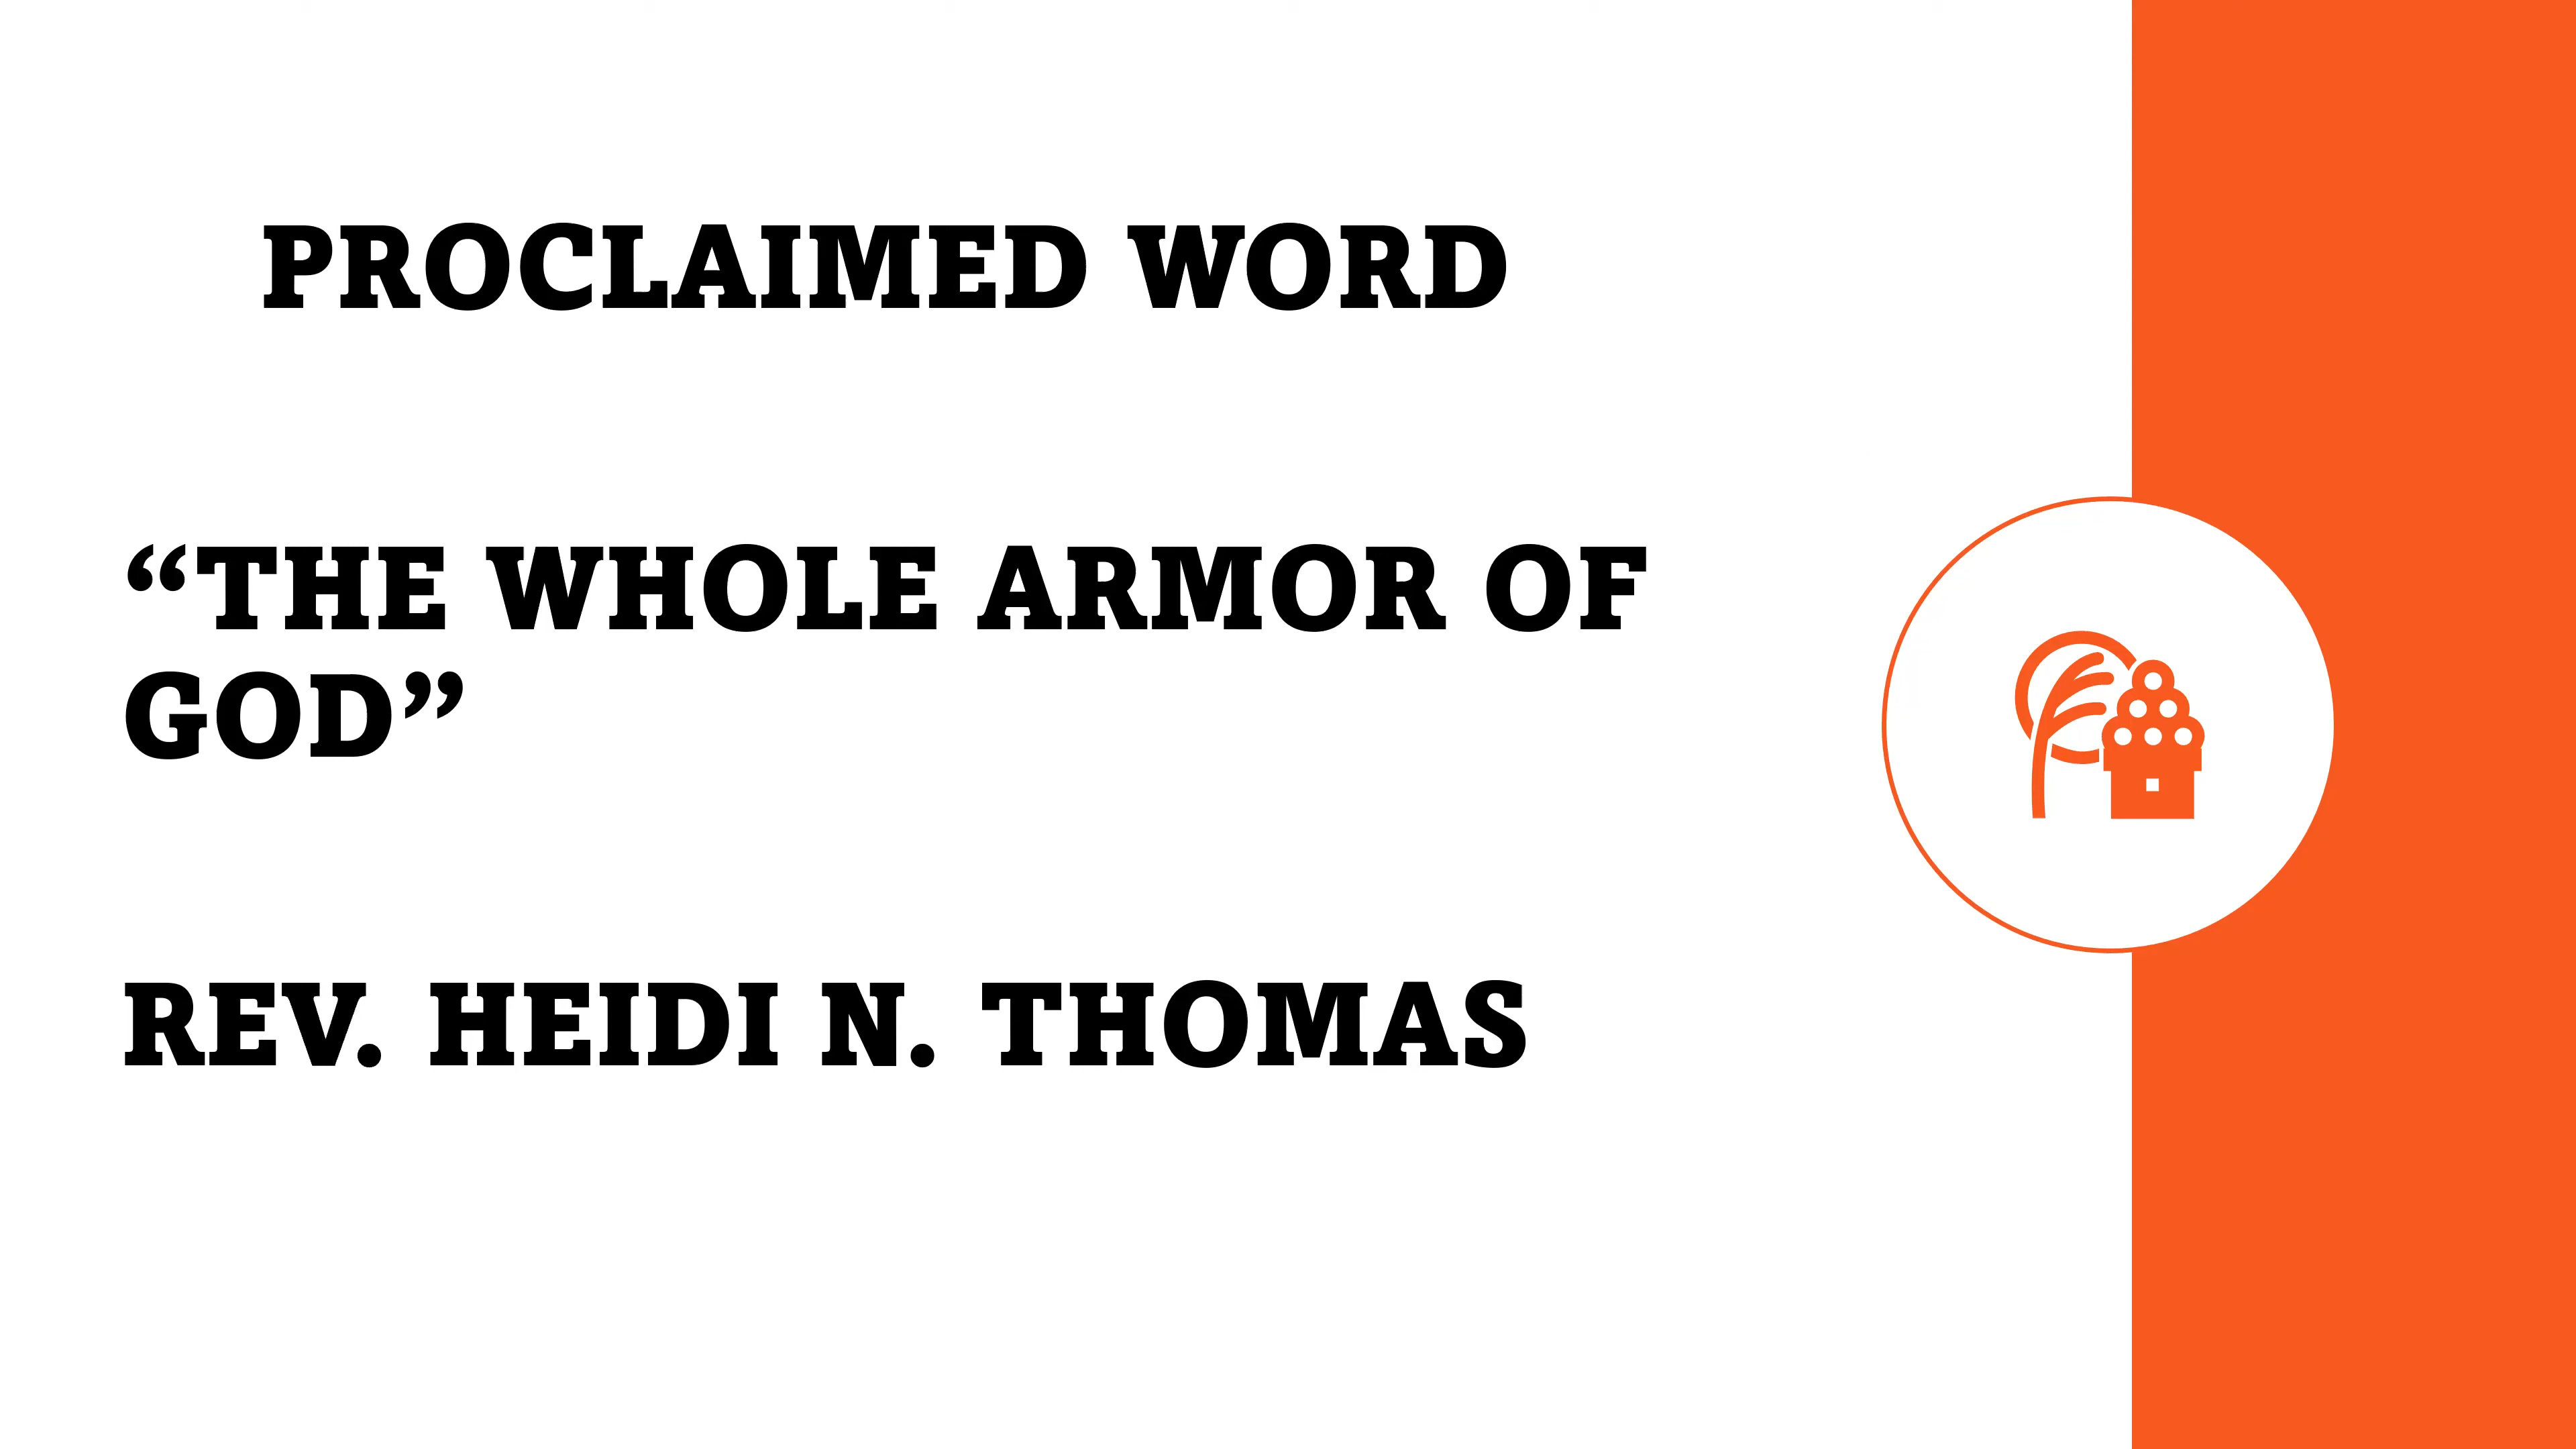 PROCLAIMED WORD
“THE WHOLE ARMOR OF
GOD”
REV. HEIDI N. THOMAS